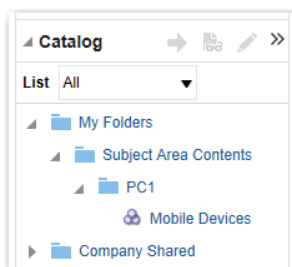 Catalog
List All
My Folders
Subject Area Contents
PC1
Mobile Devices
Company Shared